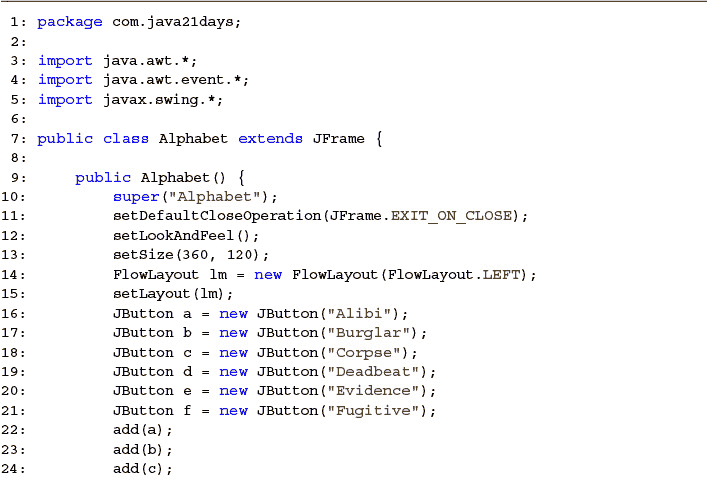 1: package com.java21days;
2:
3: import java.awt.*;
4: import java.awt.event.*;
5: import javax.swing.*;
6:
7: public class Alphabet extends JFrame {
8:
9:     public Alphabet() {
10:         super("Alphabet");
11:         setDefaultCloseOperation(JFrame.EXIT_ON_CLOSE);
12:         setLookAndFeel();
13:         setSize(360, 120);
14:         FlowLayout lm = new FlowLayout(FlowLayout.LEFT);
15:         setLayout(lm);
16:         JButton a = new JButton("Alibi");
17:         JButton b = new JButton("Burglar");
18:         JButton c = new JButton("Corpse");
19:         JButton d = new JButton("Deadbeat");
20:         JButton e = new JButton("Evidence");
21:         JButton f = new JButton("Fugitive");
22:         add(a);
23:         add(b);
24:         add(c);